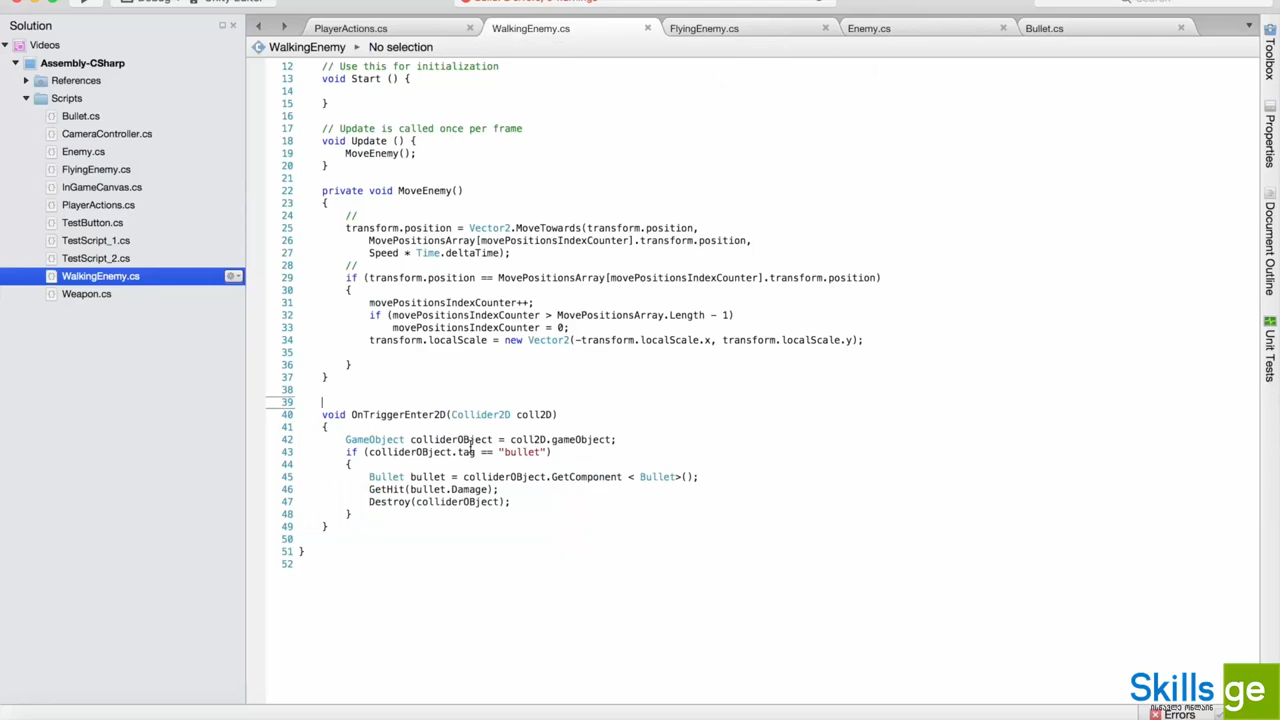 Solution
PlayerActions.cs
WalkingEnemy.cs
FlyingEnemy.cs
Enemy.cs
Bullet.cs
WalkingEnemy
No selection
Videos
Assembly-CSharp
References
Scripts
Bullet.cs
CameraController.cs
Enemy.cs
FlyingEnemy.cs
InGameCanvas.cs
PlayerActions.cs
TestButton.cs
TestScript_1.cs
TestScript_2.cs
WalkingEnemy.cs
Weapon.cs
12 // Use this for initialization
13 void Start () {
14
15 }
16
17 // Update is called once per frame
18 void Update () {
19 MoveEnemy();
20 }
21
22 private void MoveEnemy()
23 {
24 //
25 transform.position = Vector2.MoveTowards(transform.position,
26 MovePositionsArray[movePositionsIndexCounter].transform.position,
27 Speed * Time.deltaTime);
28 //
29 if (transform.position == MovePositionsArray[movePositionsIndexCounter].transform.position)
30 {
31 movePositionsIndexCounter++;
32 if (movePositionsIndexCounter > MovePositionsArray.Length - 1)
33 movePositionsIndexCounter = 0;
34 transform.localScale = new Vector2(-transform.localScale.x, transform.localScale.y);
35
36 }
37 }
38
39
40 void OnTriggerEnter2D(Collider2D coll2D)
41 {
42 GameObject colliderOBject = coll2D.gameObject;
43 if (colliderOBject.tag == "bullet")
44 {
45 Bullet bullet = colliderOBject.GetComponent < Bullet>();
46 GetHit(bullet.Damage);
47 Destroy(colliderOBject);
48 }
49 }
50
51 }
52
Toolbox
Properties
Document Outline
Unit Tests
Skills ge
ისწავლე ონლაინ
Errors